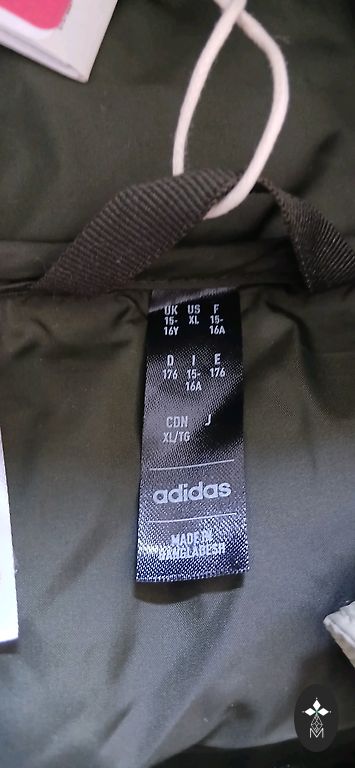 UK US F
15- XL 15-
16Y 16A
D I E
176 15- 176
16A
CDN J
XL/TG
adidas
MADE IN
BANGLADESH
M